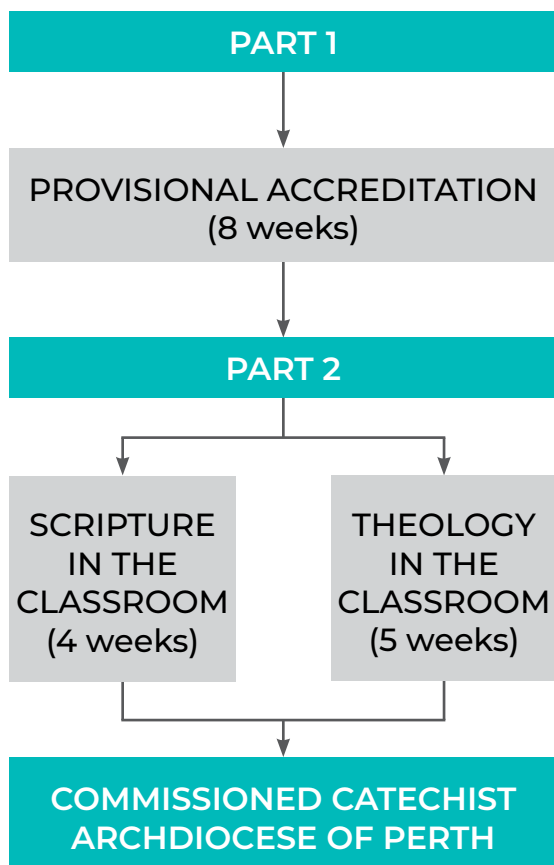 PART 1
PROVISIONAL ACCREDITATION
(8 weeks)
PART 2
SCRIPTURE
IN THE
CLASSROOM
(4 weeks)
THEOLOGY
IN THE
CLASSROOM
(5 weeks)
COMMISSIONED CATECHIST
ARCHDIOCESE OF PERTH